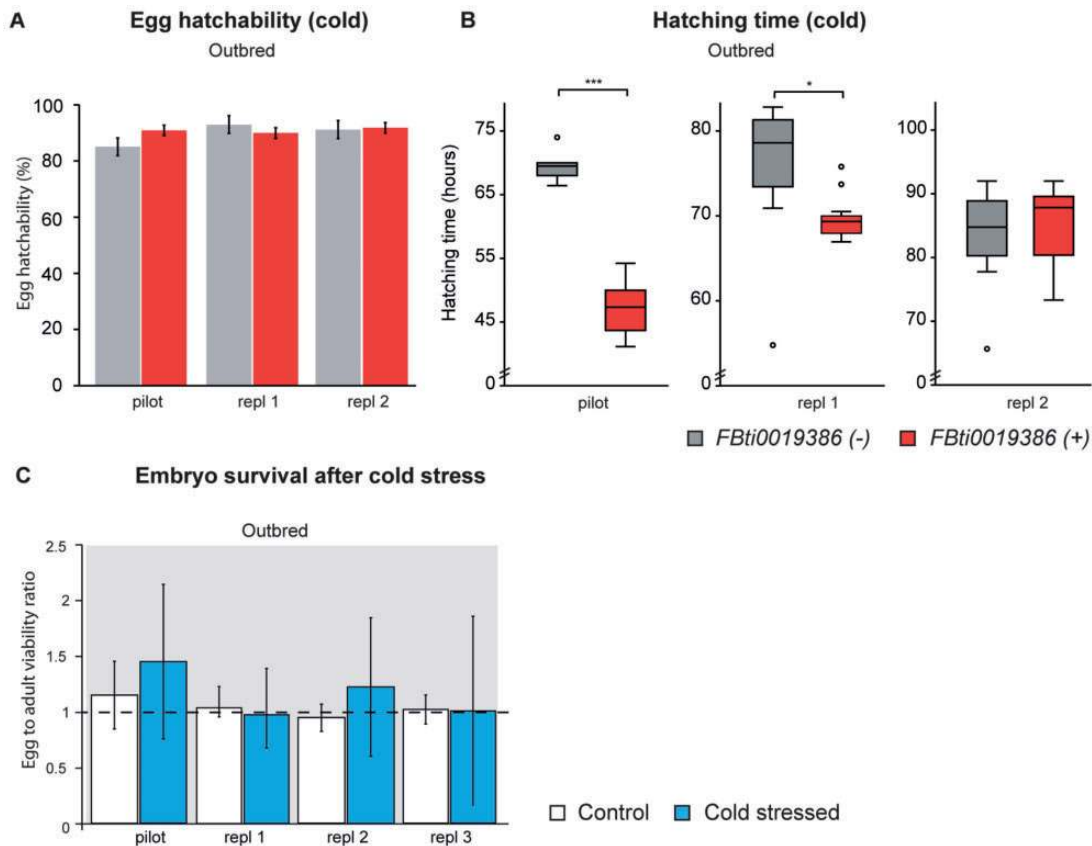 A Egg hatchability (cold)
Outbred
Egg hatchability (%)
100
80
60
40
20
0
pilot repl 1 repl 2
B Hatching time (cold)
Outbred
Hatching time (hours)
***
75
65
55
45
0
pilot
*
80
70
60
0
repl 1
100
90
80
70
0
repl 2
FBti0019386 (-) FBti0019386 (+)
C Embryo survival after cold stress
Outbred
Egg to adult viability ratio
2.5
2
1.5
1
0.5
0
pilot repl 1 repl 2 repl 3
Control Cold stressed